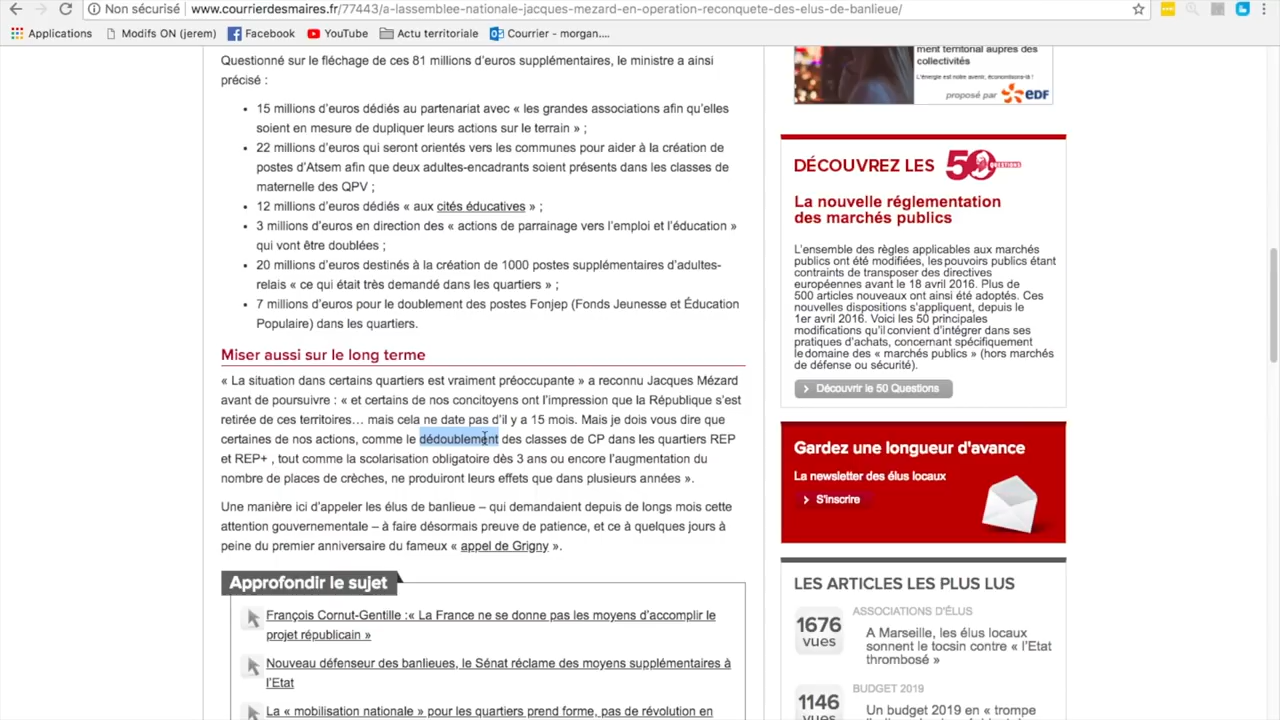 Non sécurisé | www.courrierdesmaires.fr/77443/a-lassemblee-nationale-jacques-mezard-en-operation-reconquete-des-elus-de-banlieue/
Applications
Modifs ON (jerem)
Facebook
YouTube
Actu territoriale
Courrier - morgan....
Questionné sur le fléchage de ces 81 millions d'euros supplémentaires, le ministre a ainsi
précisé :
• 15 millions d'euros dédiés au partenariat avec « les grandes associations afin qu'elles
soient en mesure de dupliquer leurs actions sur le terrain » ;
• 22 millions d'euros qui seront orientés vers les communes pour aider à la création de
postes d'Atsem afin que deux adultes-encadrants soient présents dans les classes de
maternelle des QPV ;
• 12 millions d'euros dédiés « aux cités éducatives » ;
• 3 millions d'euros en direction des « actions de parrainage vers l'emploi et l'éducation »
qui vont être doublées ;
• 20 millions d'euros destinés à la création de 1000 postes supplémentaires d'adultes-
relais « ce qui était très demandé dans les quartiers » ;
• 7 millions d'euros pour le doublement des postes Fonjep (Fonds Jeunesse et Éducation
Populaire) dans les quartiers.
Miser aussi sur le long terme
« La situation dans certains quartiers est vraiment préoccupante » a reconnu Jacques Mézard
avant de poursuivre : « et certains de nos concitoyens ont l'impression que la République s'est
retirée de ces territoires… mais cela ne date pas d'il y a 15 mois. Mais je dois vous dire que
certaines de nos actions, comme le dédoublement des classes de CP dans les quartiers REP
et REP+ , tout comme la scolarisation obligatoire dès 3 ans ou encore l'augmentation du
nombre de places de crèches, ne produiront leurs effets que dans plusieurs années ».
Une manière ici d'appeler les élus de banlieue – qui demandaient depuis de longs mois cette
attention gouvernementale – à faire désormais preuve de patience, et ce à quelques jours à
peine du premier anniversaire du fameux « appel de Grigny ».
Approfondir le sujet
François Cornut-Gentille :« La France ne se donne pas les moyens d'accomplir le
projet républicain »
Nouveau défenseur des banlieues, le Sénat réclame des moyens supplémentaires à
l'Etat
La « mobilisation nationale » pour les quartiers prend forme, pas de révolution en
ment territorial auprès des
collectivités
L'énergie est notre avenir, économisons-la !
proposé par EDF
DÉCOUVREZ LES 50 QUESTIONS
La nouvelle réglementation
des marchés publics
L'ensemble des règles applicables aux marchés
publics ont été modifiées, les pouvoirs publics étant
contraints de transposer des directives
européennes avant le 18 avril 2016. Plus de
500 articles nouveaux ont ainsi été adoptés. Ces
nouvelles dispositions s'appliquent, depuis le
1er avril 2016. Voici les 50 principales
modifications qu'il convient d'intégrer dans ses
pratiques d'achats, concernant spécifiquement
le domaine des « marchés publics » (hors marchés
de défense ou sécurité).
Découvrir le 50 Questions
Gardez une longueur d'avance
La newsletter des élus locaux
S'inscrire
LES ARTICLES LES PLUS LUS
1676
vues
ASSOCIATIONS D'ÉLUS
A Marseille, les élus locaux
sonnent le tocsin contre « l'Etat
thrombosé »
1146
vues
BUDGET 2019
Un budget 2019 en « trompe